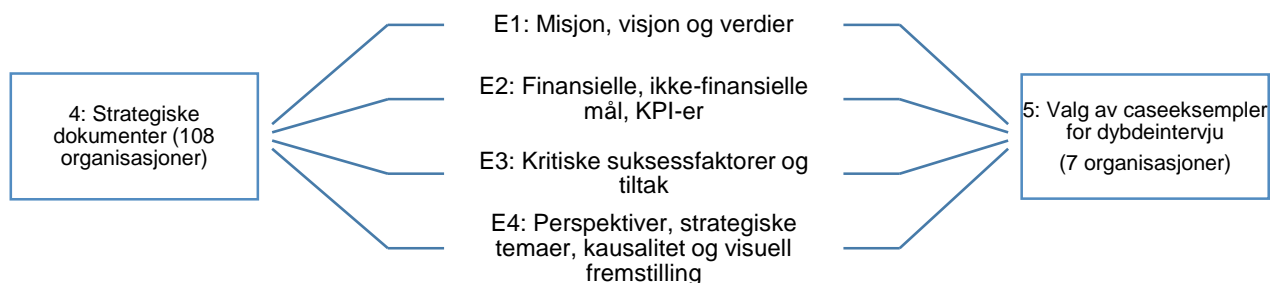 4: Strategiske
dokumenter (108
organisasjoner)
E1: Misjon, visjon og verdier
E2: Finansielle, ikke-finansielle
mål, KPI-er
E3: Kritiske suksessfaktorer og
tiltak
E4: Perspektiver, strategiske
temaer, kausalitet og visuell
fremstilling
5: Valg av caseeksempler
for dybdeintervju
(7 organisasjoner)